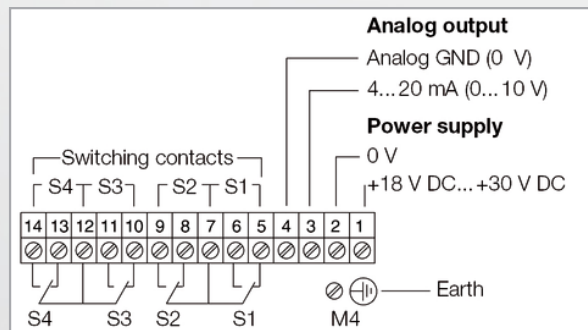 Analog output
Analog GND (0 V)
4...20 mA (0...10 V)
Power supply
Switching contacts
0 V
S4 S3 S2 S1
+18 V DC...+30 V DC
14 13 12 11 10 9 8 7 6 5 4 3 2 1
Earth
S4 S3 S2 S1 M4